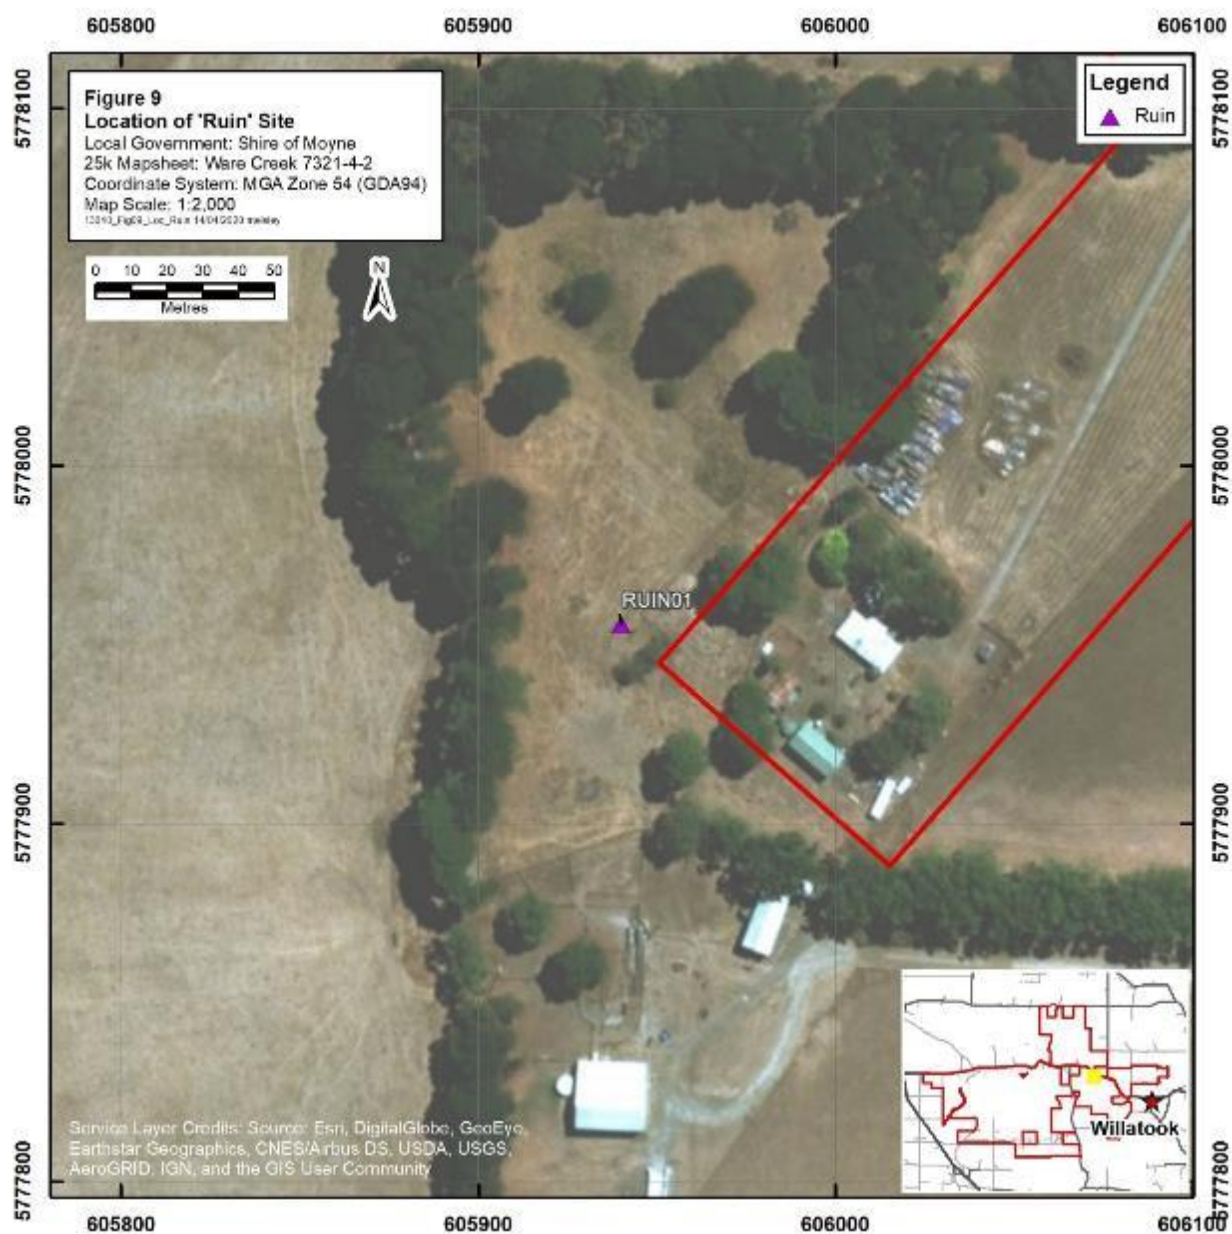 605800 605900 606000 606100
Figure 9
Location of 'Ruin' Site
Local Government: Shire of Moyne
25k Mapsheet: Ware Creek 7321-4-2
Coordinate System: MGA Zone 54 (GDA94)
Map Scale: 1:2,000
Legend
Ruin
5778100 5778100
0 10 20 30 40 50
Metres
N
5778000 5778000
RUIN01
5777900 5777900
Willatook
Service Layer Credits: Source: Esri, DigitalGlobe, GeoEye,
Earthstar Geographics, CNES/Airbus DS, USDA, USGS,
AeroGRID, IGN, and the GIS User Community
5777800 5777800
605800 605900 606000 606100